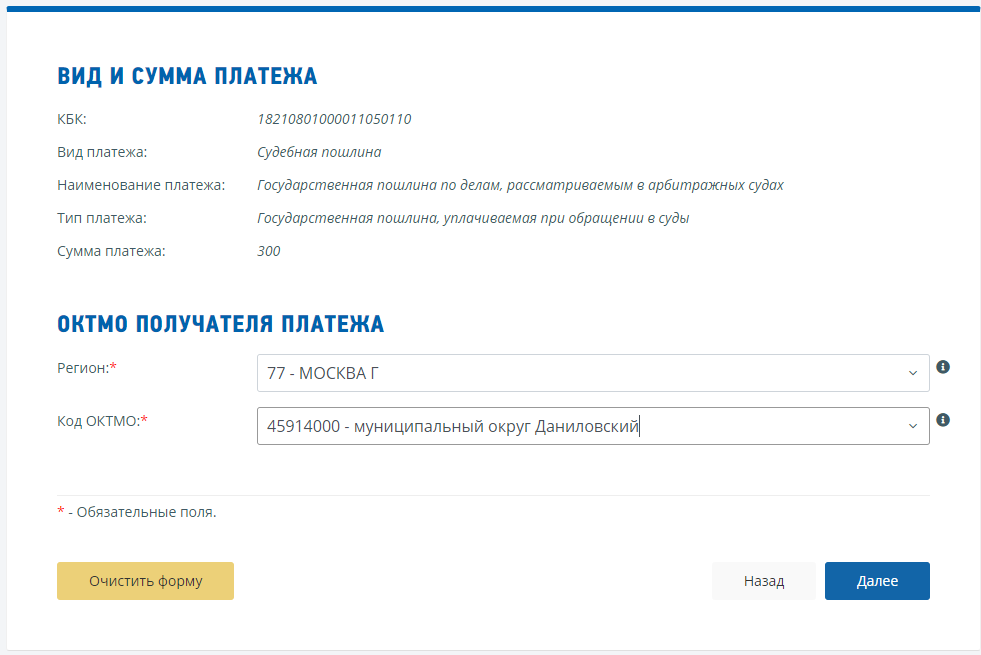 ВИД И СУММА ПЛАТЕЖА
КБК: 18210801000011050110
Вид платежа: Судебная пошлина
Наименование платежа: Государственная пошлина по делам, рассматриваемым в арбитражных судах
Тип платежа: Государственная пошлина, уплачиваемая при обращении в суды
Сумма платежа: 300
ОКТМО ПОЛУЧАТЕЛЯ ПЛАТЕЖА
Регион:* 77 - МОСКВА Г
Код ОКТМО:* 45914000 - муниципальный округ Даниловский
* - Обязательные поля.
Очистить форму Назад Далее